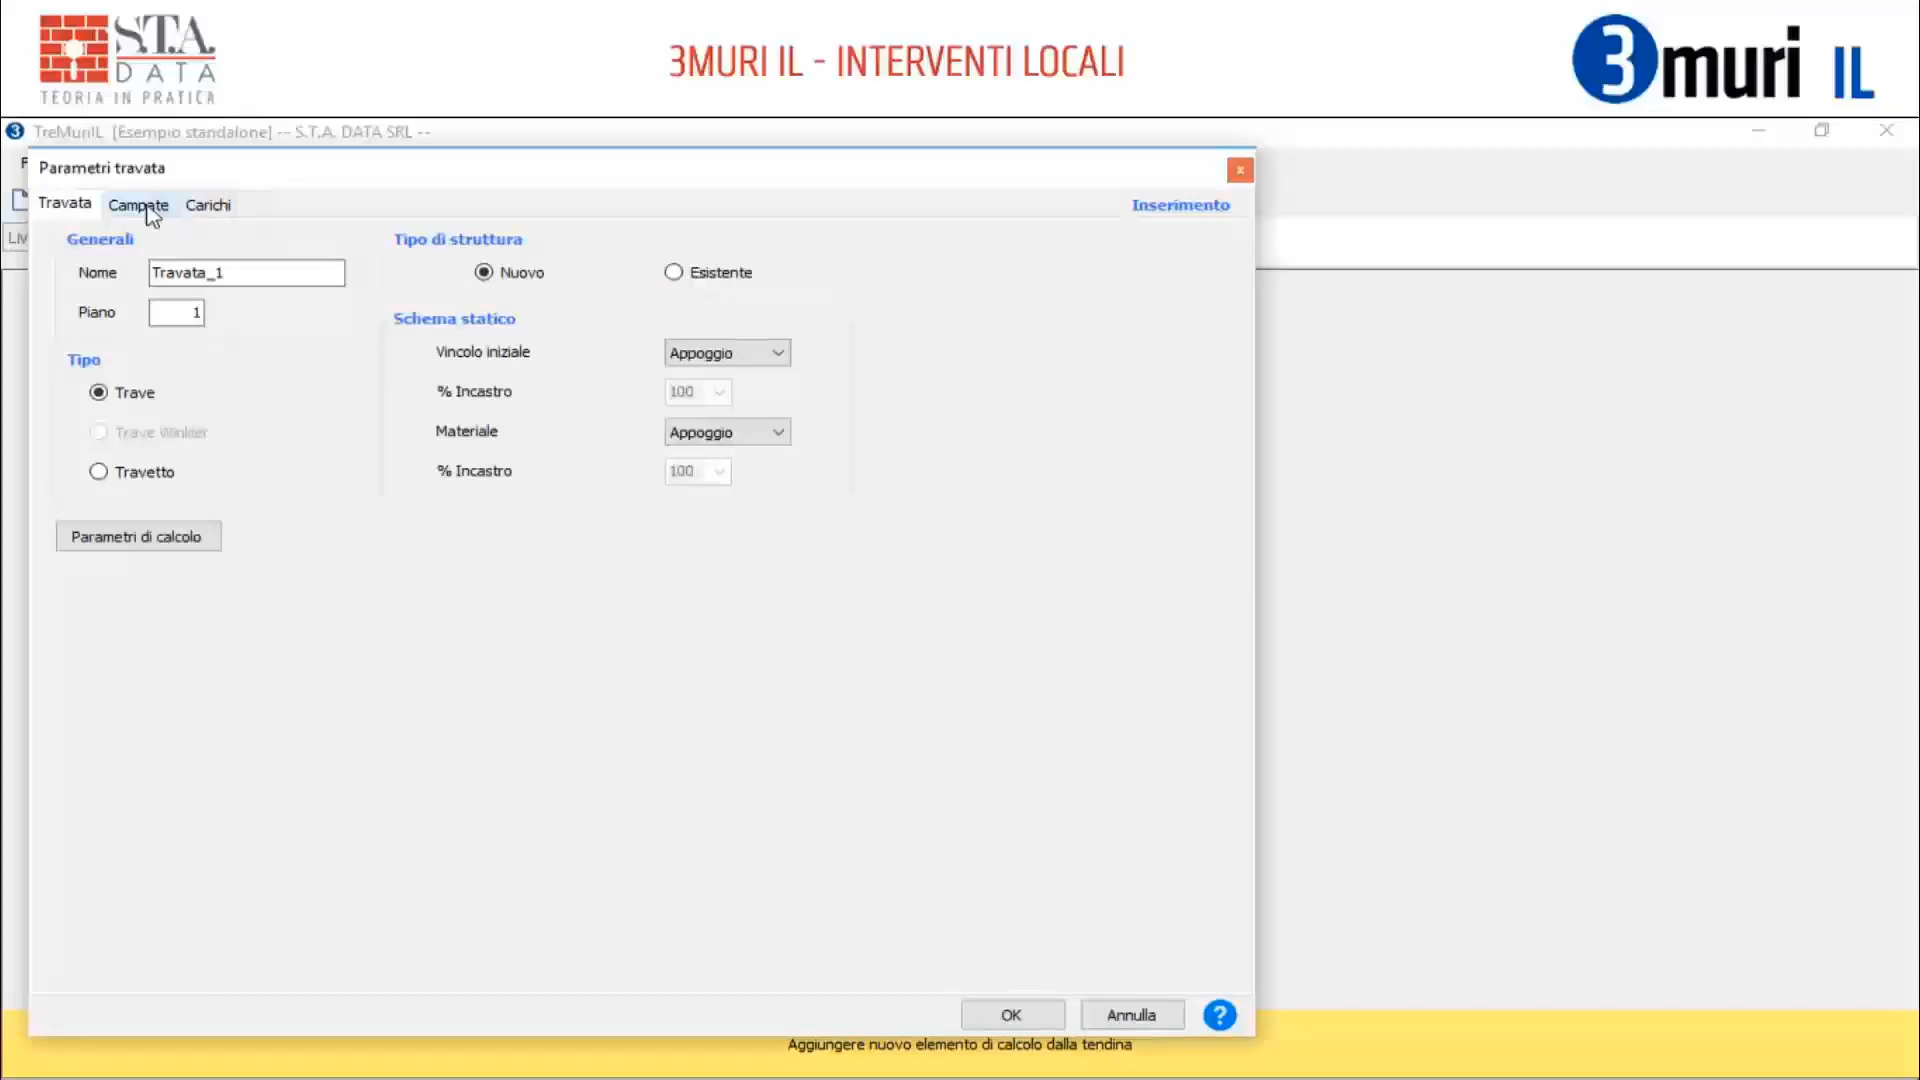 S.T.A.
DATA
TEORIA IN PRATICA
3MURI IL - INTERVENTI LOCALI
3muri IL
TreMuriIL [Esempio standalone] -- S.T.A. DATA SRL --
Parametri travata
Travata Campate Carichi Inserimento
Generali
Nome Travata_1
Piano 1
Tipo
Trave
Trave Winkler
Travetto
Parametri di calcolo
Tipo di struttura
Nuovo Esistente
Schema statico
Vincolo iniziale Appoggio
% Incastro 100
Materiale Appoggio
% Incastro 100
OK Annulla ?
Aggiungere nuovo elemento di calcolo dalla tendina